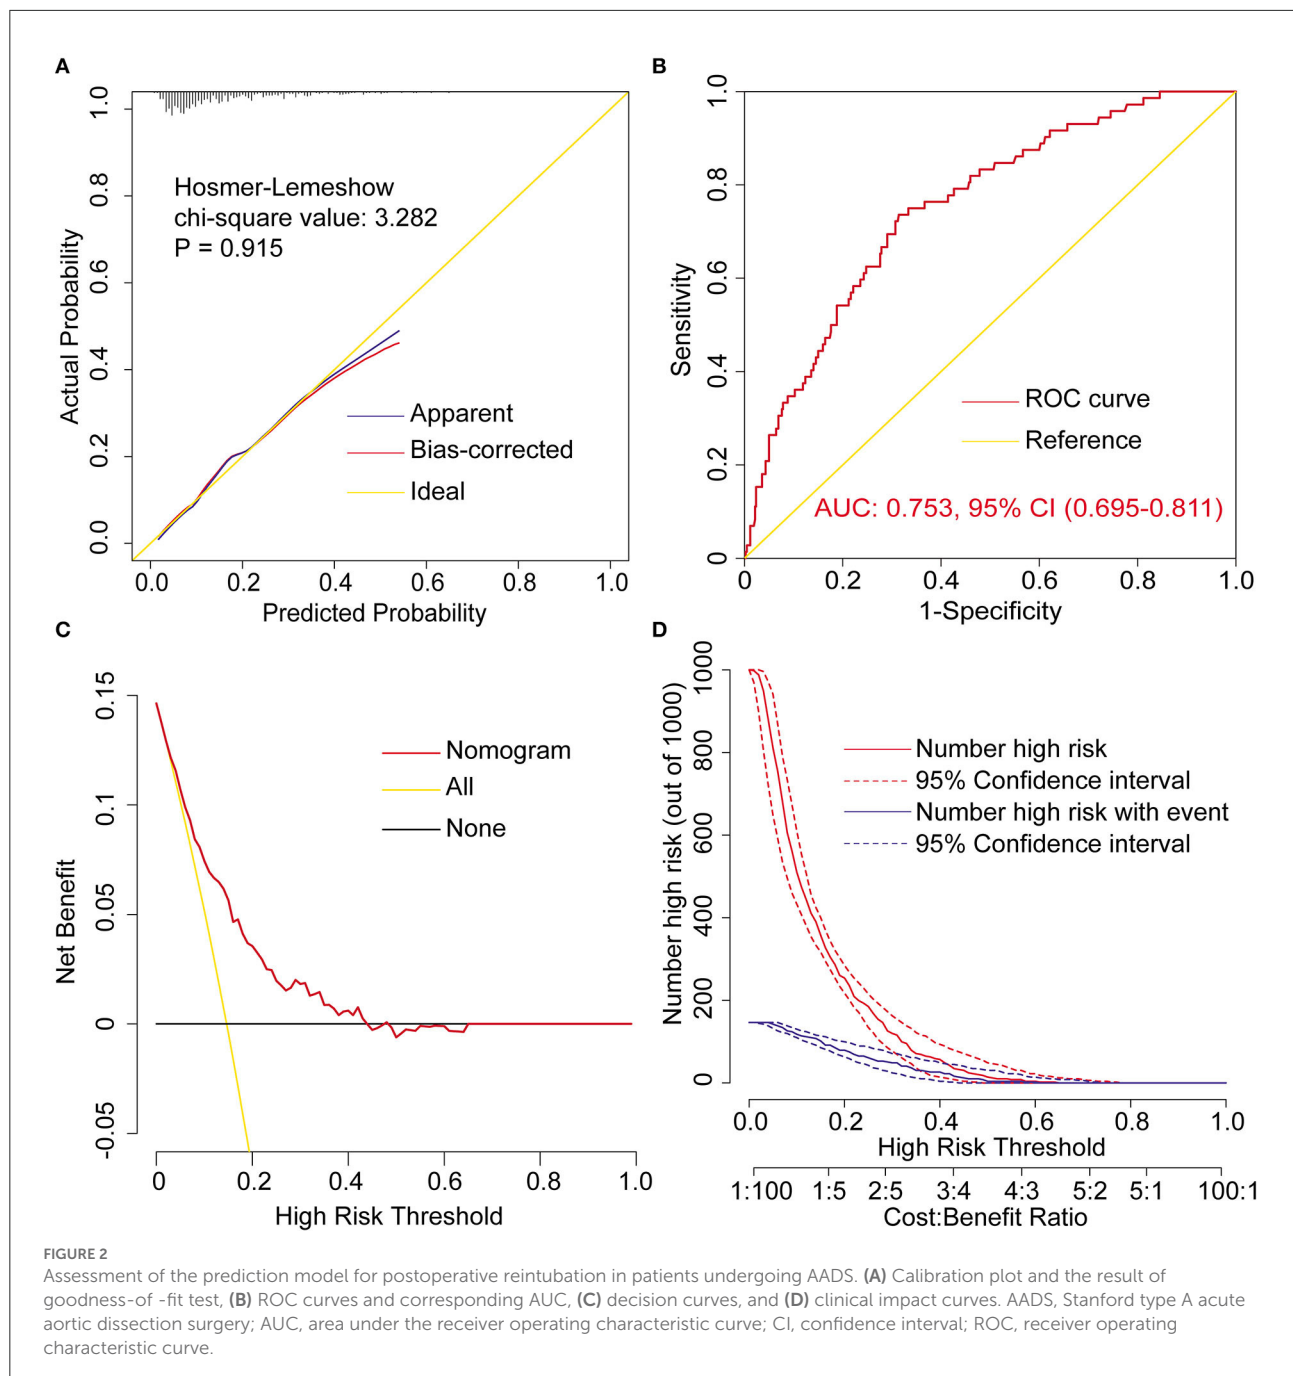 A
Actual Probability
1.0
0.8
0.6
0.4
0.2
0.0
Hosmer-Lemeshow
chi-square value: 3.282
P = 0.915
Apparent
Bias-corrected
Ideal
0.0 0.2 0.4 0.6 0.8 1.0
Predicted Probability
B
Sensitivity
1.0
0.8
0.6
0.4
0.2
0
ROC curve
Reference
AUC: 0.753, 95% CI (0.695-0.811)
0 0.2 0.4 0.6 0.8 1.0
1-Specificity
C
Net Benefit
0.15
0.1
0.05
0
-0.05
Nomogram
All
None
0 0.2 0.4 0.6 0.8 1.0
High Risk Threshold
D
Number high risk (out of 1000)
1000
800
600
400
200
0
Number high risk
95% Confidence interval
Number high risk with event
95% Confidence interval
0.0 0.2 0.4 0.6 0.8 1.0
High Risk Threshold
1:100 1:5 2:5 3:4 4:3 5:2 5:1 100:1
Cost:Benefit Ratio
FIGURE 2
Assessment of the prediction model for postoperative reintubation in patients undergoing AADS. (A) Calibration plot and the result of
goodness-of -fit test, (B) ROC curves and corresponding AUC, (C) decision curves, and (D) clinical impact curves. AADS, Stanford type A acute
aortic dissection surgery; AUC, area under the receiver operating characteristic curve; CI, confidence interval; ROC, receiver operating
characteristic curve.